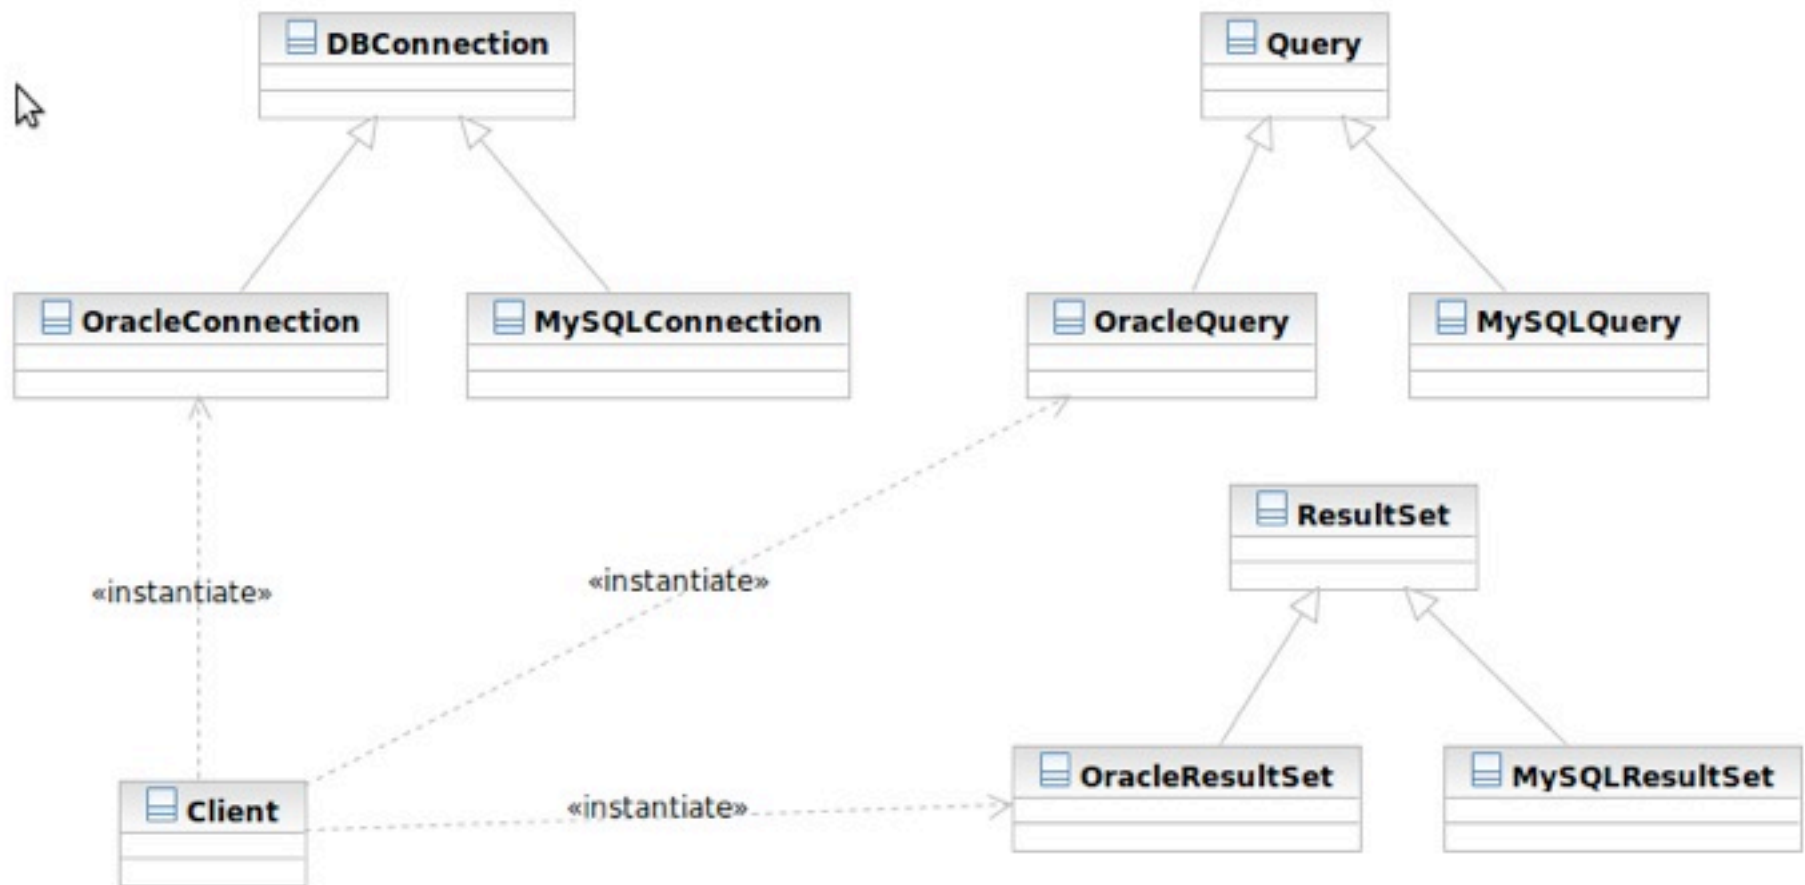 DBConnection
Query
OracleConnection
MySQLConnection
OracleQuery
MySQLQuery
ResultSet
«instantiate»
«instantiate»
OracleResultSet
MySQLResultSet
Client
«instantiate»